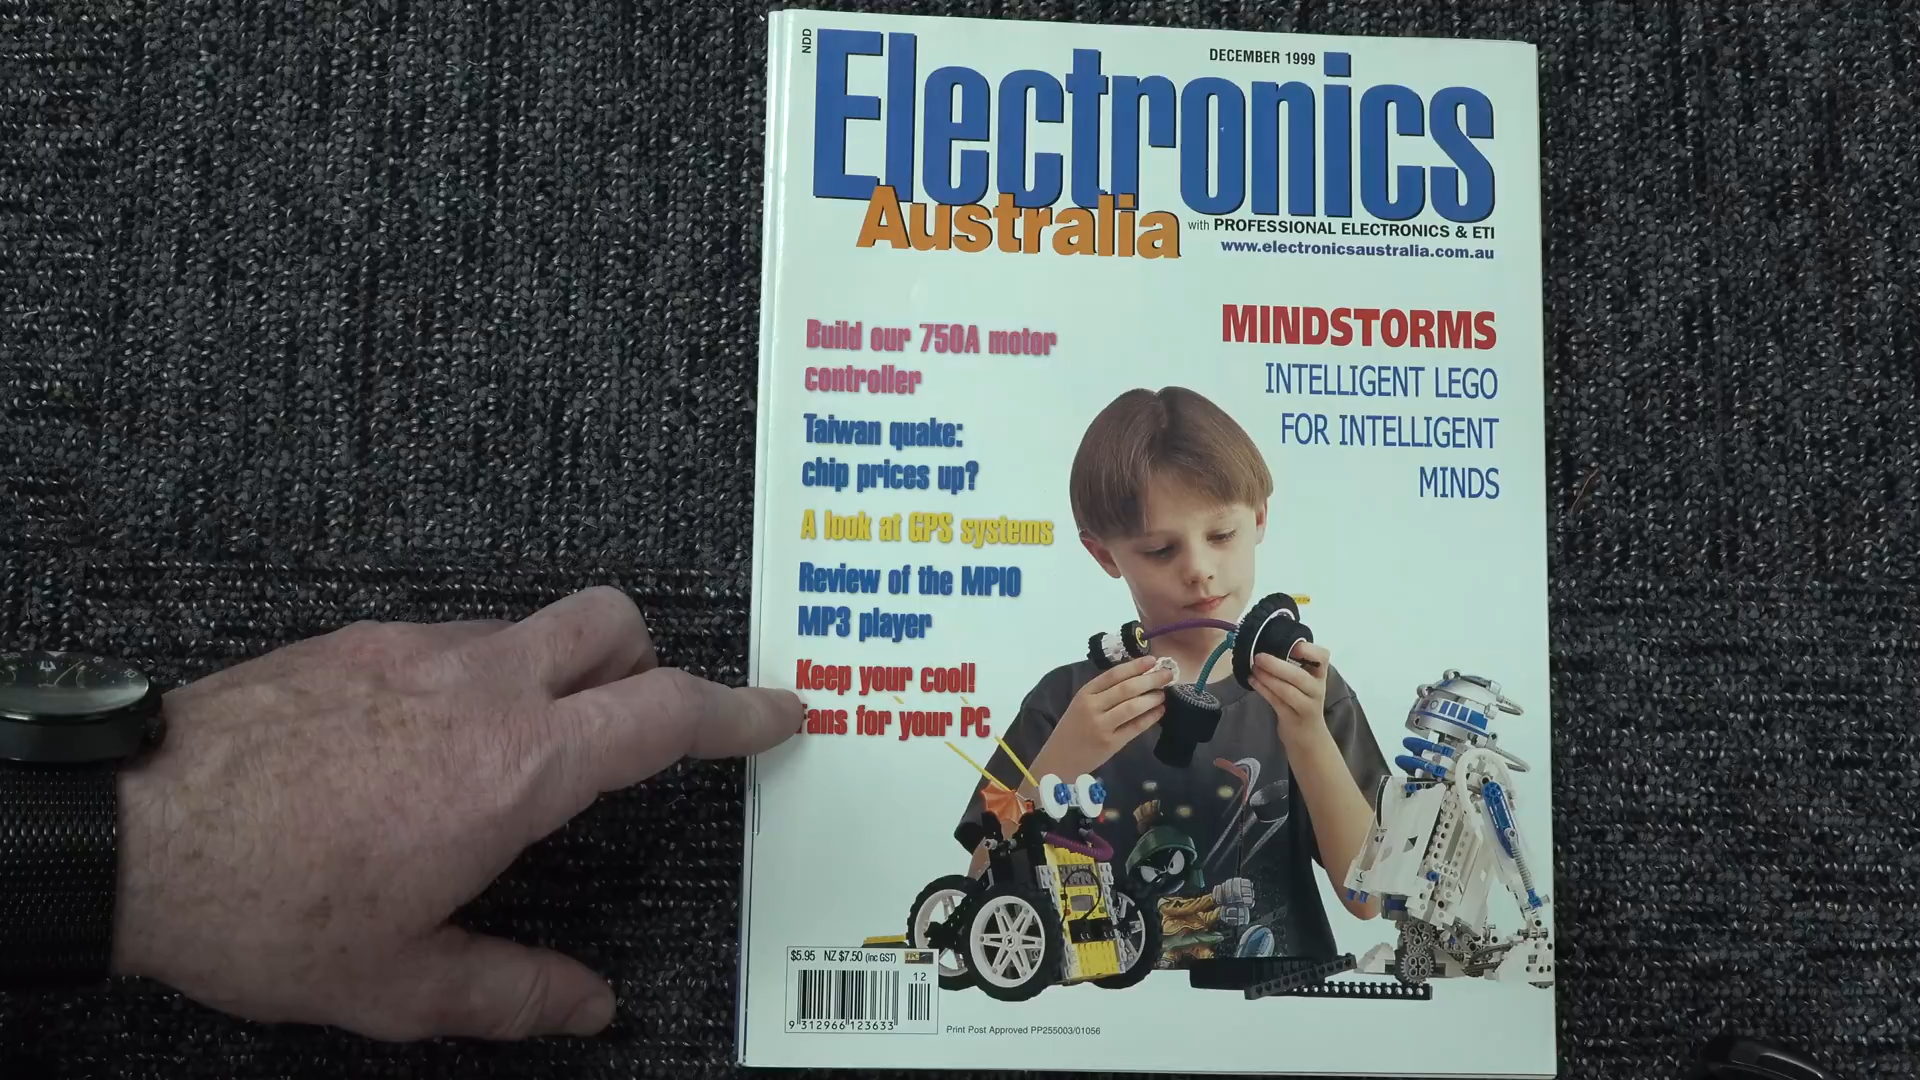 NDD
DECEMBER 1999
Electronics
Australia
with PROFESSIONAL ELECTRONICS & ETI
www.electronicsaustralia.com.au
MINDSTORMS
INTELLIGENT LEGO
FOR INTELLIGENT
MINDS
Build our 750A motor
controller
Taiwan quake:
chip prices up?
A look at GPS systems
Review of the MPIO
MP3 player
Keep your cool!
Fans for your PC
$5.95 NZ $7.50 (inc GST)
12
9 312966 123633
Print Post Approved PP255003/01056